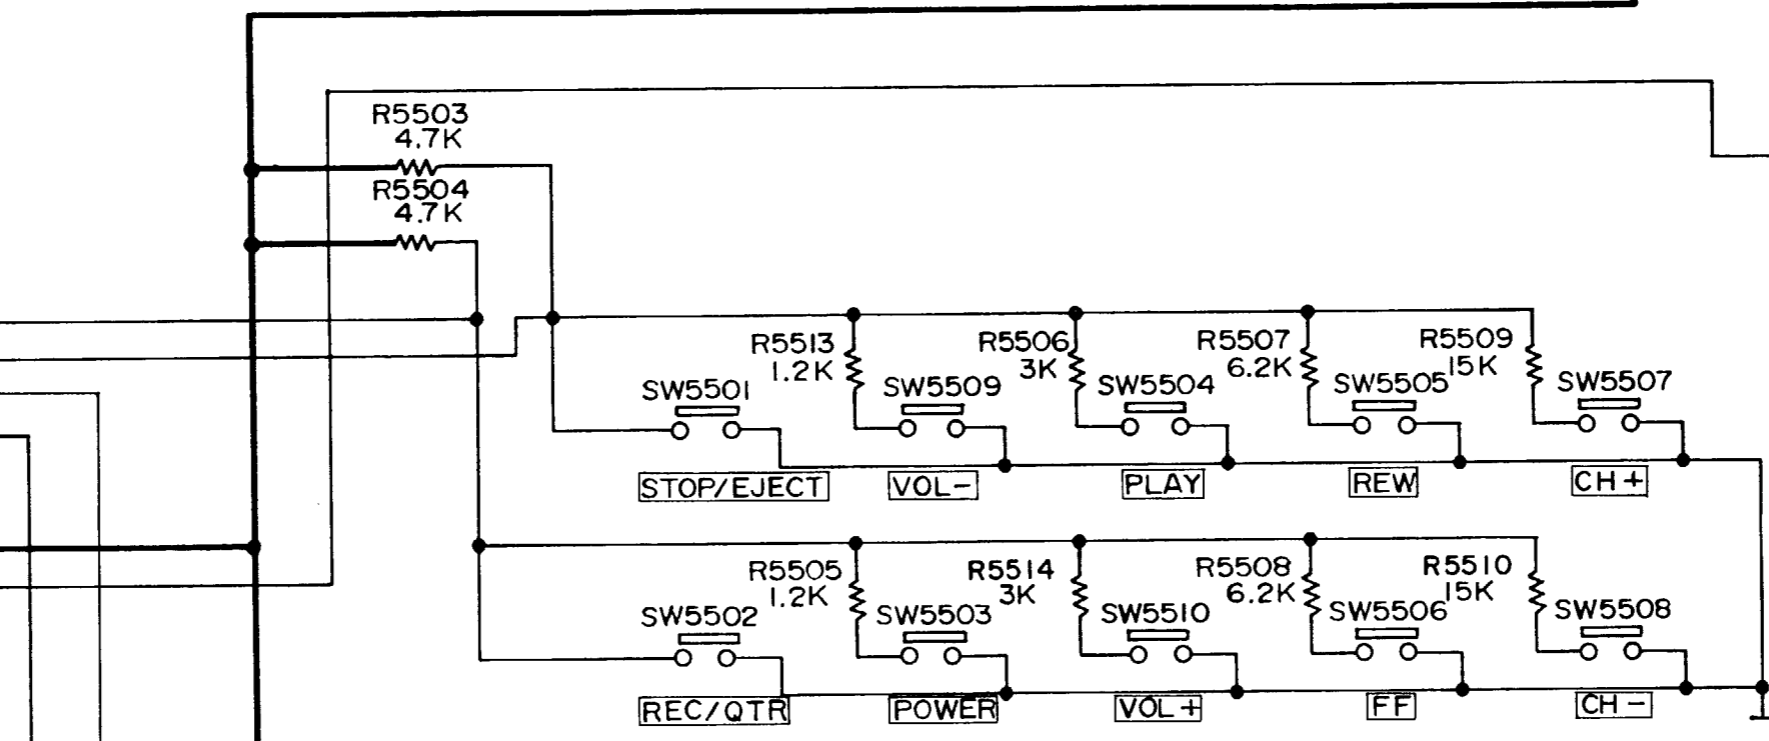 R5503
4.7K
R5504
4.7K
R5513
1.2K
SW5501
SW5509
R5506
3K
SW5504
R5507
6.2K
SW5505
R5509
15K
SW5507
STOP/EJECT
VOL-
PLAY
REW
CH+
R5505
1.2K
SW5502
SW5503
R5514
3K
SW5510
R5508
6.2K
SW5506
R5510
15K
SW5508
REC/QTR
POWER
VOL+
FF
CH-